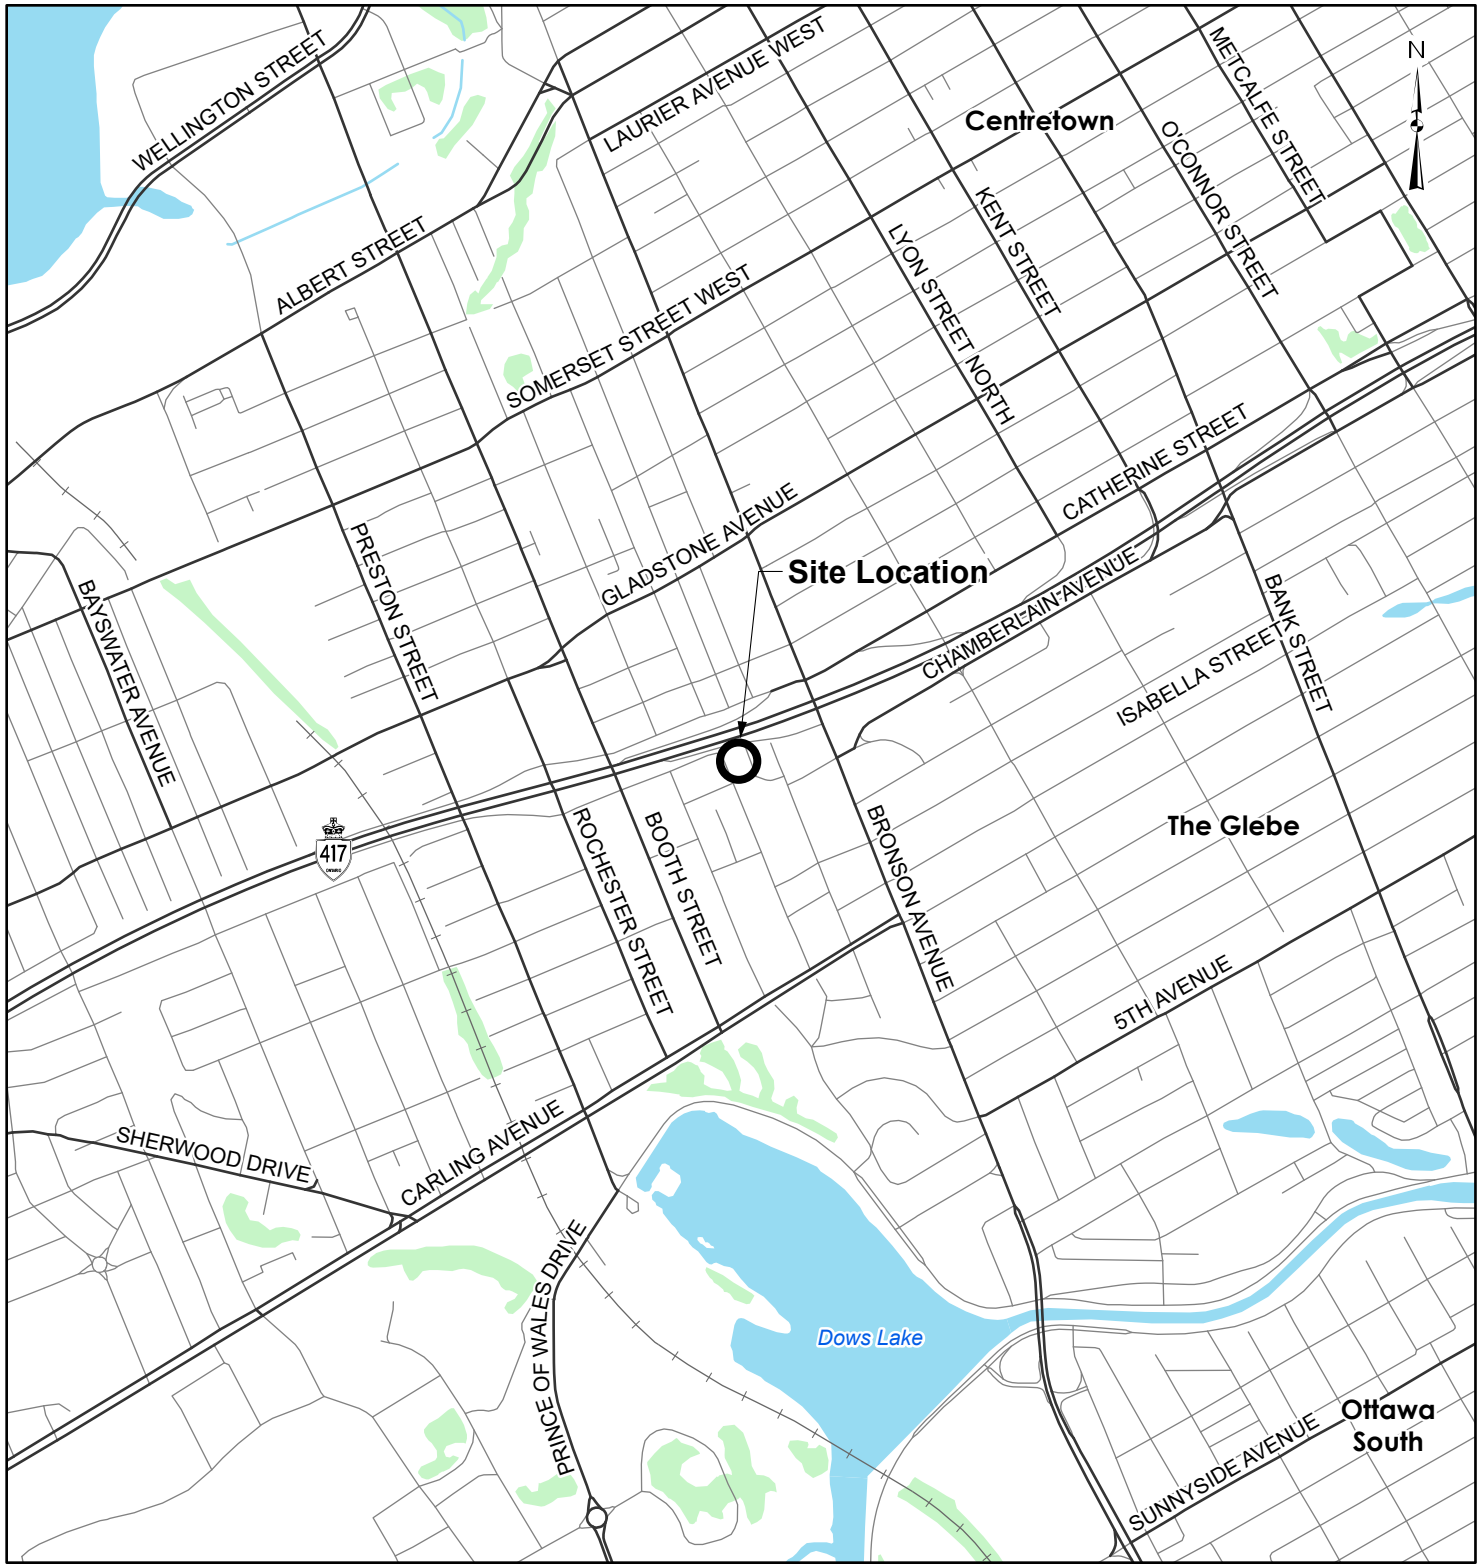 WELLINGTON STREET
LAURIER AVENUE WEST
METCALFE STREET
N
Centretown
O'CONNOR STREET
KENT STREET
ALBERT STREET
LYON STREET NORTH
SOMERSET STREET WEST
CATHERINE STREET
GLADSTONE AVENUE
PRESTON STREET
Site Location
BAYSWATER AVENUE
CHAMBERLAIN AVENUE
BANK STREET
ISABELLA STREET
417
ONTARIO
ROCHESTER STREET
BOOTH STREET
BRONSON AVENUE
The Glebe
5TH AVENUE
SHERWOOD DRIVE
CARLING AVENUE
PRINCE OF WALES DRIVE
Dows Lake
Ottawa
South
SUNNYSIDE AVENUE